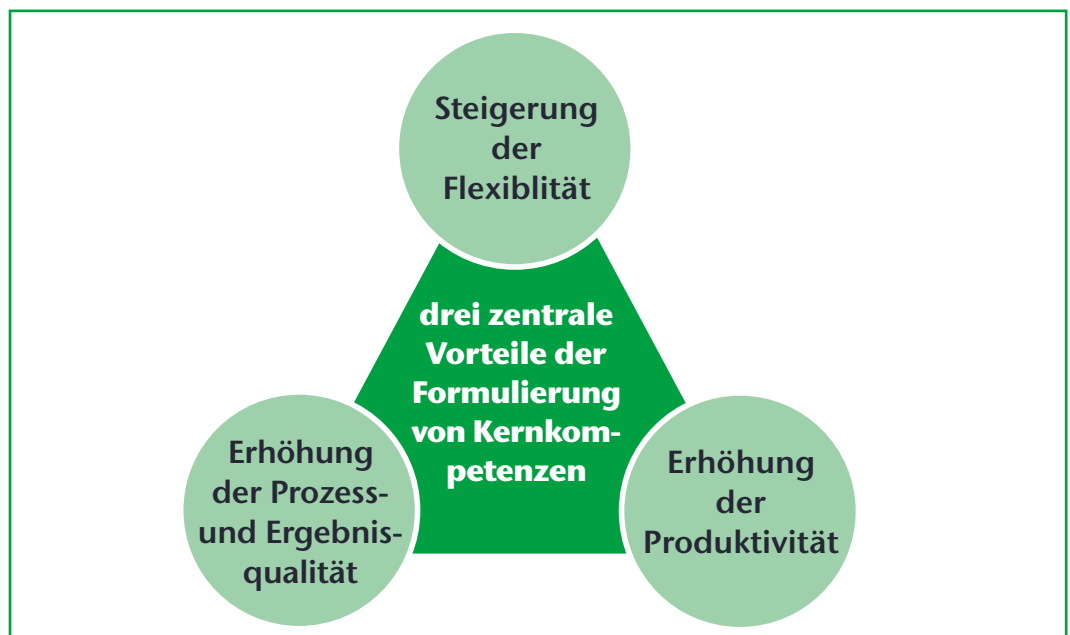 Steigerung
der
Flexiblität
drei zentrale
Vorteile der
Formulierung
von Kernkom-
petenzen
Erhöhung
der Prozess-
und Ergebnis-
qualität
Erhöhung
der
Produktivität